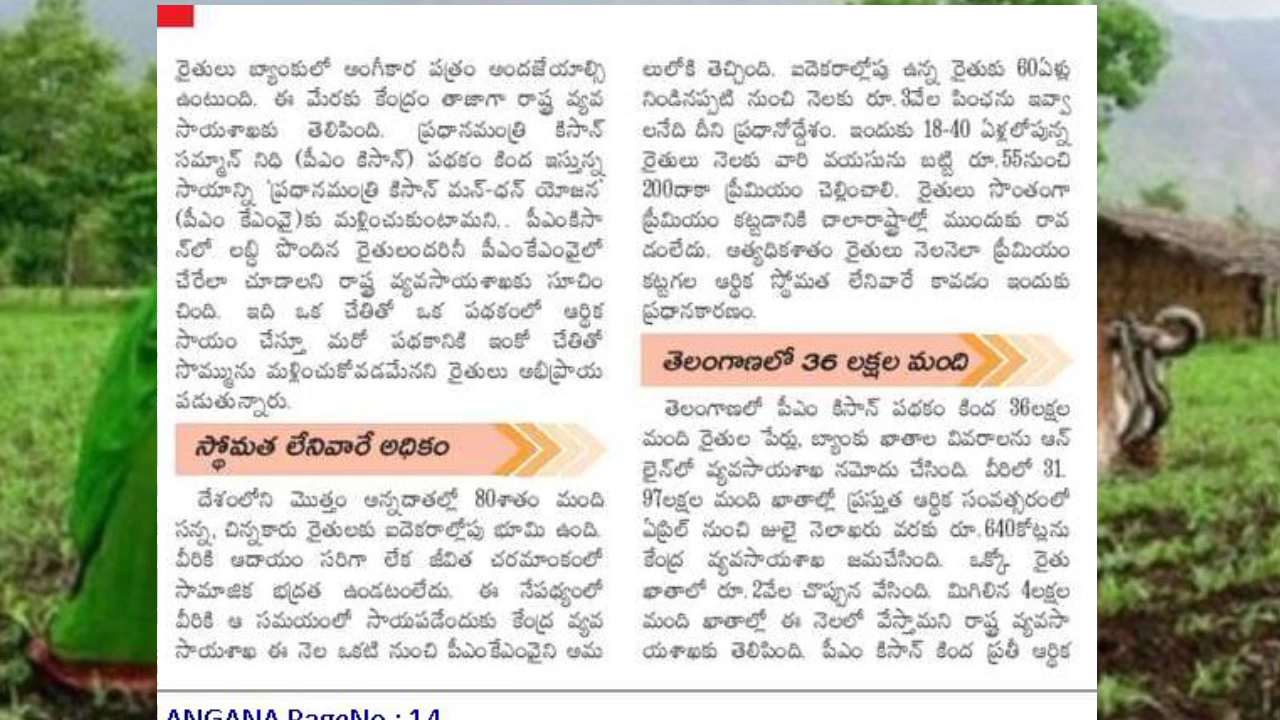 రైతులు బ్యాంకులో అంగీకార పత్రం అందజేయాల్సి
ఉంటుంది. ఈ మేరకు కేంద్రం తాజాగా రాష్ట్ర వ్యవ
సాయశాఖకు తెలిపింది. ప్రధానమంత్రి కిసాన్
సమ్మాన్ నిధి (పీఎం కిసాన్) పథకం కింద ఇస్తున్న
సాయాన్ని 'ప్రధానమంత్రి కిసాన్ మన్-ధన్ యోజన'
(పీఎం కేఎంవై)కు మళ్లించుకుంటామని.. పీఎంకిసా
న్‌లో లబ్ధి పొందిన రైతులందరినీ పీఎంకేఎంవైలో
చేరేలా చూడాలని రాష్ట్ర వ్యవసాయశాఖకు సూచిం
చింది. ఇది ఒక చేతితో ఒక పథకంలో ఆర్థిక
సాయం చేస్తూ మరో పథకానికి ఇంకో చేతితో
సొమ్మును మళ్లించుకోవడమేనని రైతులు అభిప్రాయ
పడుతున్నారు.
స్థోమత లేనివారే అధికం
దేశంలోని మొత్తం అన్నదాతల్లో 80శాతం మంది
సన్న, చిన్నకారు రైతులకు ఐదెకరాల్లోపు భూమి ఉంది.
వీరికి ఆదాయం సరిగా లేక జీవిత చరమాంకంలో
సామాజిక భద్రత ఉండటంలేదు. ఈ నేపథ్యంలో
వీరికి ఆ సమయంలో సాయపడేందుకు కేంద్ర వ్యవ
సాయశాఖ ఈ నెల ఒకటి నుంచి పీఎంకేఎంవైని అమ
లులోకి తెచ్చింది. ఐదెకరాల్లోపు ఉన్న రైతుకు 60ఏళ్లు
నిండినప్పటి నుంచి నెలకు రూ.3వేల పింఛను ఇవ్వా
లనేది దీని ప్రధానోద్దేశం. ఇందుకు 18-40 ఏళ్లలోపున్న
రైతులు నెలకు వారి వయసును బట్టి రూ.55నుంచి
200దాకా ప్రీమియం చెల్లించాలి. రైతులు సొంతంగా
ప్రీమియం కట్టడానికి చాలారాష్ట్రాల్లో ముందుకు రావ
డంలేదు. అత్యధికశాతం రైతులు నెలనెలా ప్రీమియం
కట్టగల ఆర్థిక స్థోమత లేనివారే కావడం ఇందుకు
ప్రధానకారణం.
తెలంగాణలో 36 లక్షల మంది
తెలంగాణలో పీఎం కిసాన్ పథకం కింద 36లక్షల
మంది రైతుల పేర్లు, బ్యాంకు ఖాతాల వివరాలను ఆన్
లైన్‌లో వ్యవసాయశాఖ నమోదు చేసింది. వీరిలో 31.
97లక్షల మంది ఖాతాల్లో ప్రస్తుత ఆర్థిక సంవత్సరంలో
ఏప్రిల్ నుంచి జులై నెలాఖరు వరకు రూ.640కోట్లను
కేంద్ర వ్యవసాయశాఖ జమచేసింది. ఒక్కో రైతు
ఖాతాలో రూ.2వేల చొప్పున వేసింది. మిగిలిన 4లక్షల
మంది ఖాతాల్లో ఈ నెలలో వేస్తామని రాష్ట్ర వ్యవసా
యశాఖకు తెలిపింది. పీఎం కిసాన్ కింద ప్రతీ ఆర్థిక
ANGANA PageNo : 14